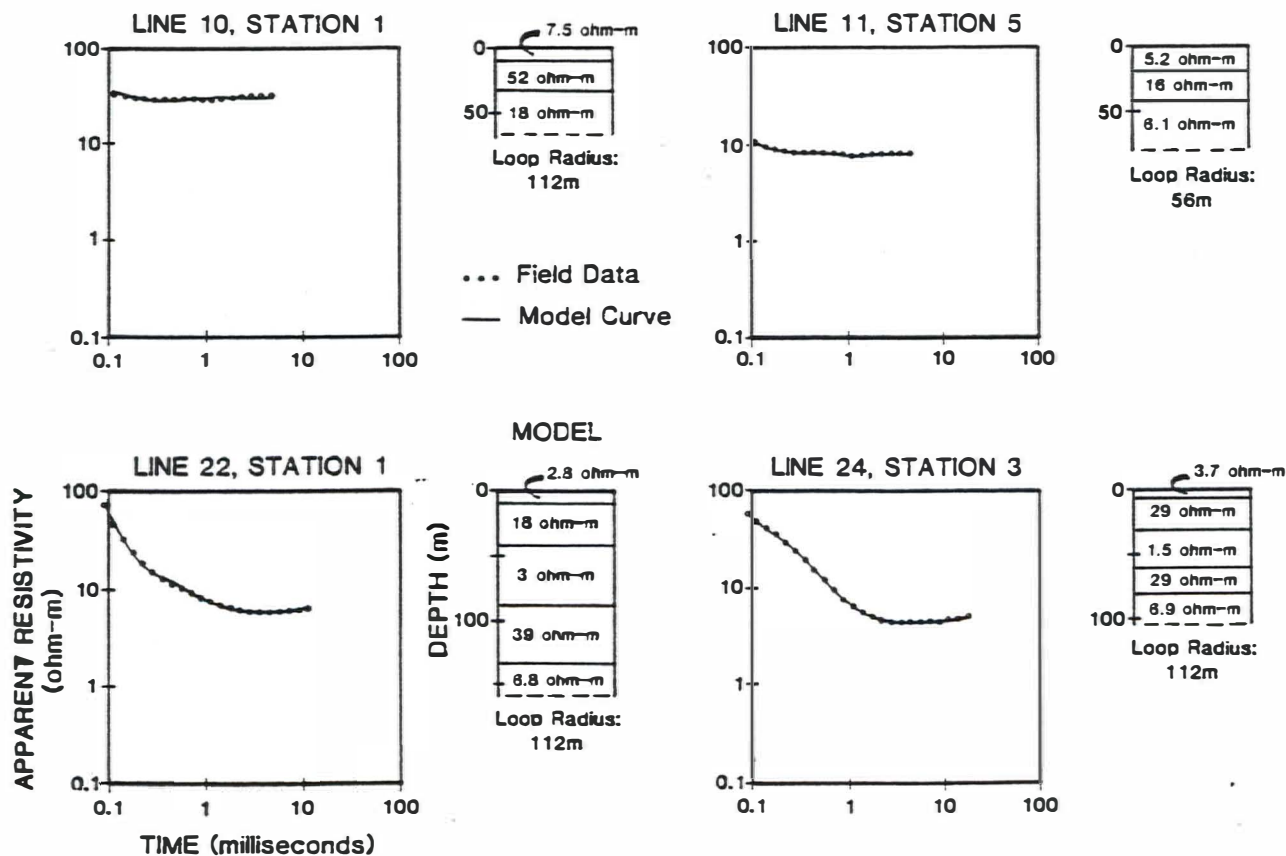 LINE 10, STATION 1
100
10
1
0.1
0.1
1
10
100
7.5 ohm-m
0
52 ohm-m
50
18 ohm-m
Loop Radius:
112m
.... Field Data
Model Curve
LINE 11, STATION 5
100
10
1
0.1
0.1
1
10
100
0
5.2 ohm-m
16 ohm-m
50
6.1 ohm-m
Loop Radius:
56m
LINE 22, STATION 1
APPARENT RESISTIVITY
(ohm-m)
100
10
1
0.1
0.1
1
10
100
TIME (milliseconds)
MODEL
2.8 ohm-m
DEPTH (m)
0
18 ohm-m
3 ohm-m
100
39 ohm-m
6.8 ohm-m
Loop Radius:
112m
LINE 24, STATION 3
100
10
1
0.1
0.1
1
10
100
3.7 ohm-m
0
29 ohm-m
1.5 ohm-m
29 ohm-m
100
6.9 ohm-m
Loop Radius:
112m